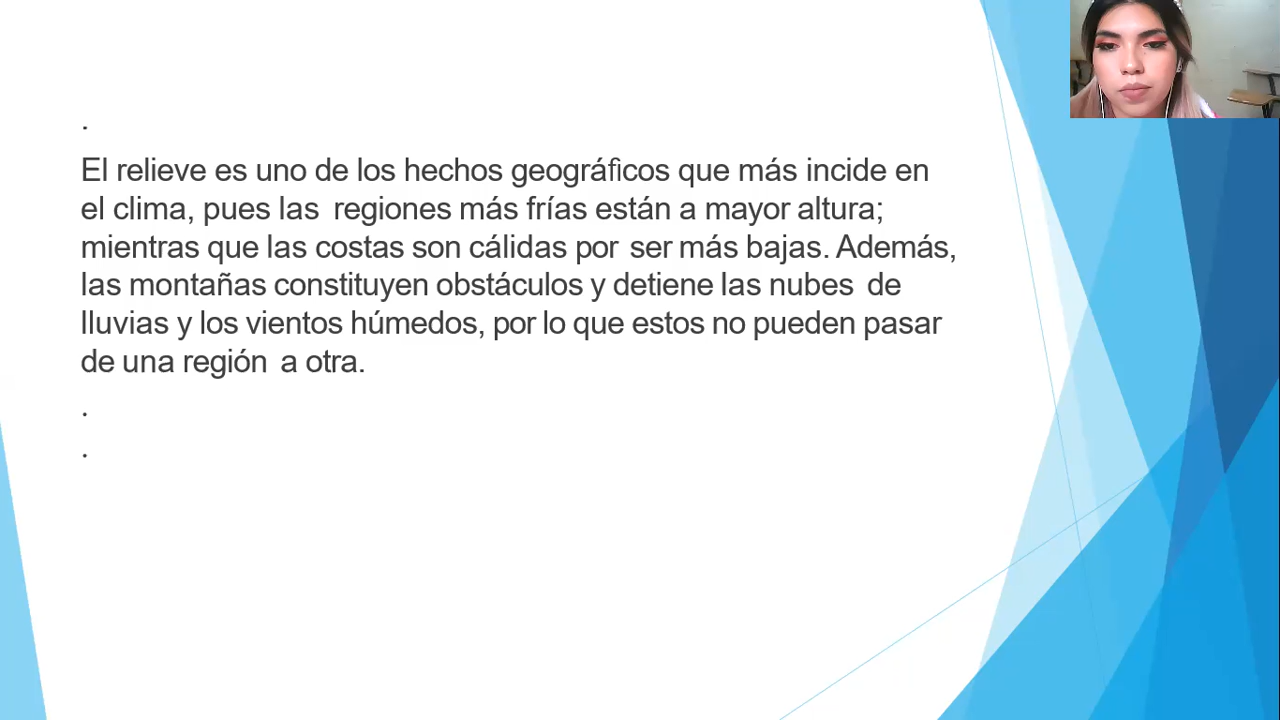 .
El relieve es uno de los hechos geográficos que más incide en
el clima, pues las regiones más frías están a mayor altura;
mientras que las costas son cálidas por ser más bajas. Además,
las montañas constituyen obstáculos y detiene las nubes de
lluvias y los vientos húmedos, por lo que estos no pueden pasar
de una región a otra.
.
.